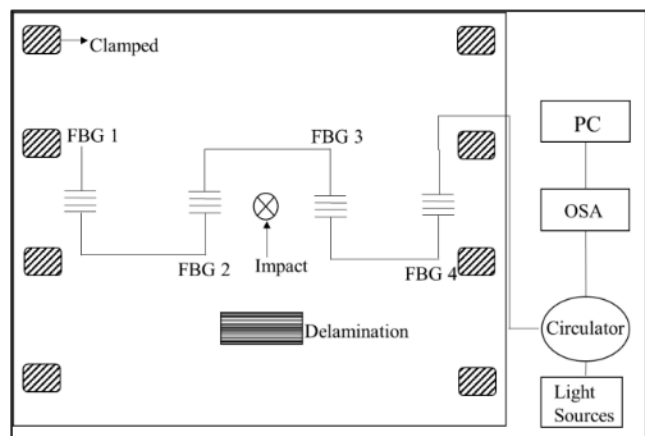 Clamped
FBG 1
FBG 3
PC
OSA
FBG 2
Impact
FBG 4
Delamination
Circulator
Light
Sources